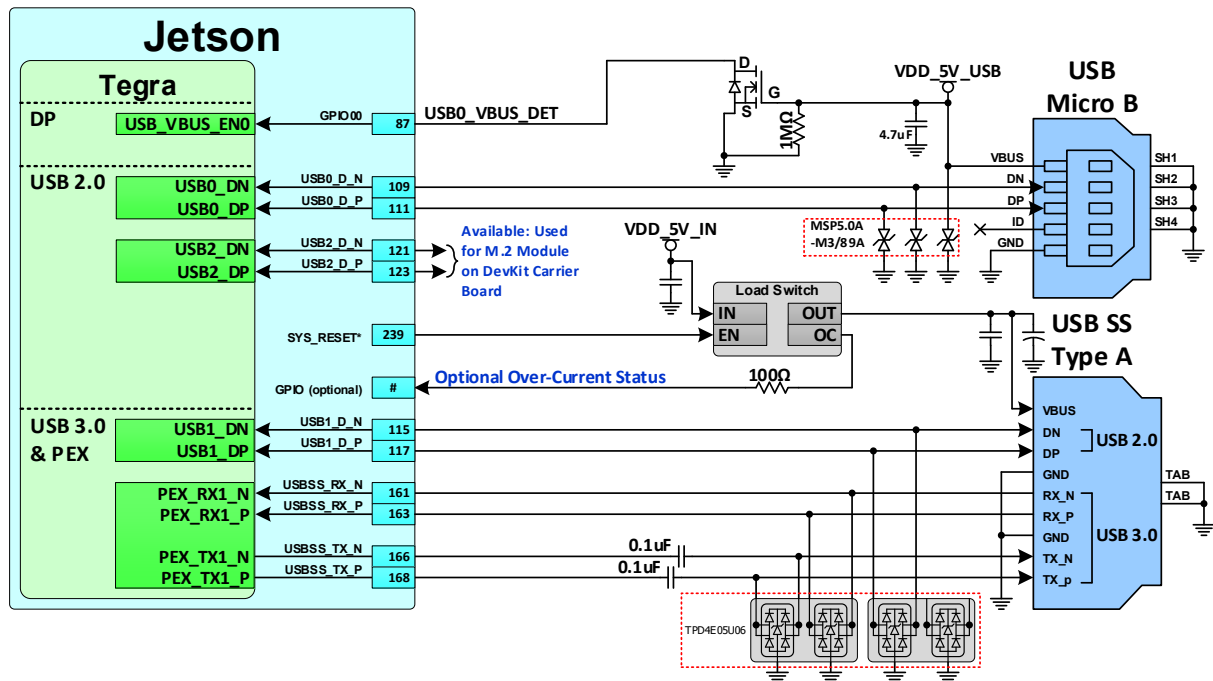 Jetson
Tegra
DP
USB_VBUS_EN0
GPIO00
87
USB0_VBUS_DET
D
G
S
1MΩ
4.7uF
VDD_5V_USB
USB
Micro B
VBUS
DN
DP
ID
GND
SH1
SH2
SH3
SH4
USB 2.0
USB0_DN
USB0_D_N
109
USB0_DP
USB0_D_P
111
USB2_DN
USB2_D_N
121
USB2_DP
USB2_D_P
123
Available: Used
for M.2 Module
on DevKit Carrier
Board
MSP5.0A
-M3/89A
VDD_5V_IN
Load Switch
IN
OUT
EN
OC
SYS_RESET*
239
GPIO (optional)
#
Optional Over-Current Status
100Ω
USB SS
Type A
USB 3.0
& PEX
USB1_DN
USB1_D_N
115
USB1_DP
USB1_D_P
117
PEX_RX1_N
USBSS_RX_N
161
PEX_RX1_P
USBSS_RX_P
163
PEX_TX1_N
USBSS_TX_N
166
0.1uF
PEX_TX1_P
USBSS_TX_P
168
0.1uF
VBUS
DN
DP
USB 2.0
GND
RX_N
RX_P
GND
TX_N
TX_p
USB 3.0
TAB
TAB
TPD4E05U06